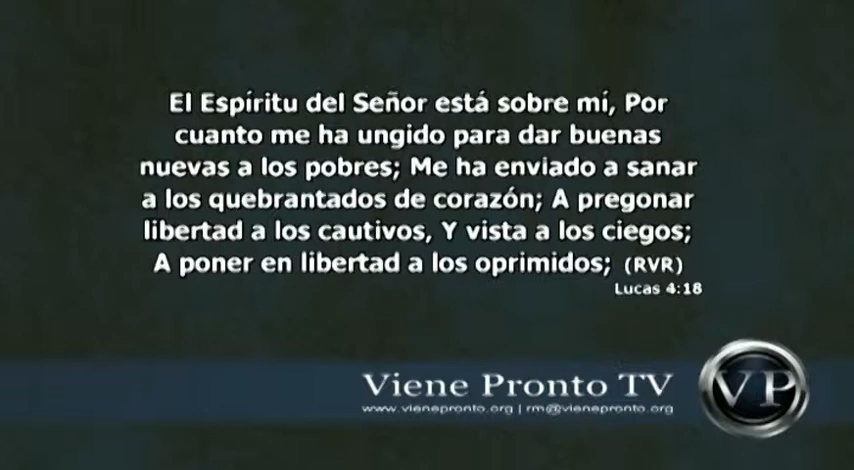 El Espíritu del Señor está sobre mí, Por
cuanto me ha ungido para dar buenas
nuevas a los pobres; Me ha enviado a sanar
a los quebrantados de corazón; A pregonar
libertad a los cautivos, Y vista a los ciegos;
A poner en libertad a los oprimidos; (RVR)
Lucas 4:18
Viene Pronto TV
www.vienepronto.org | rm@vienepronto.org
VP